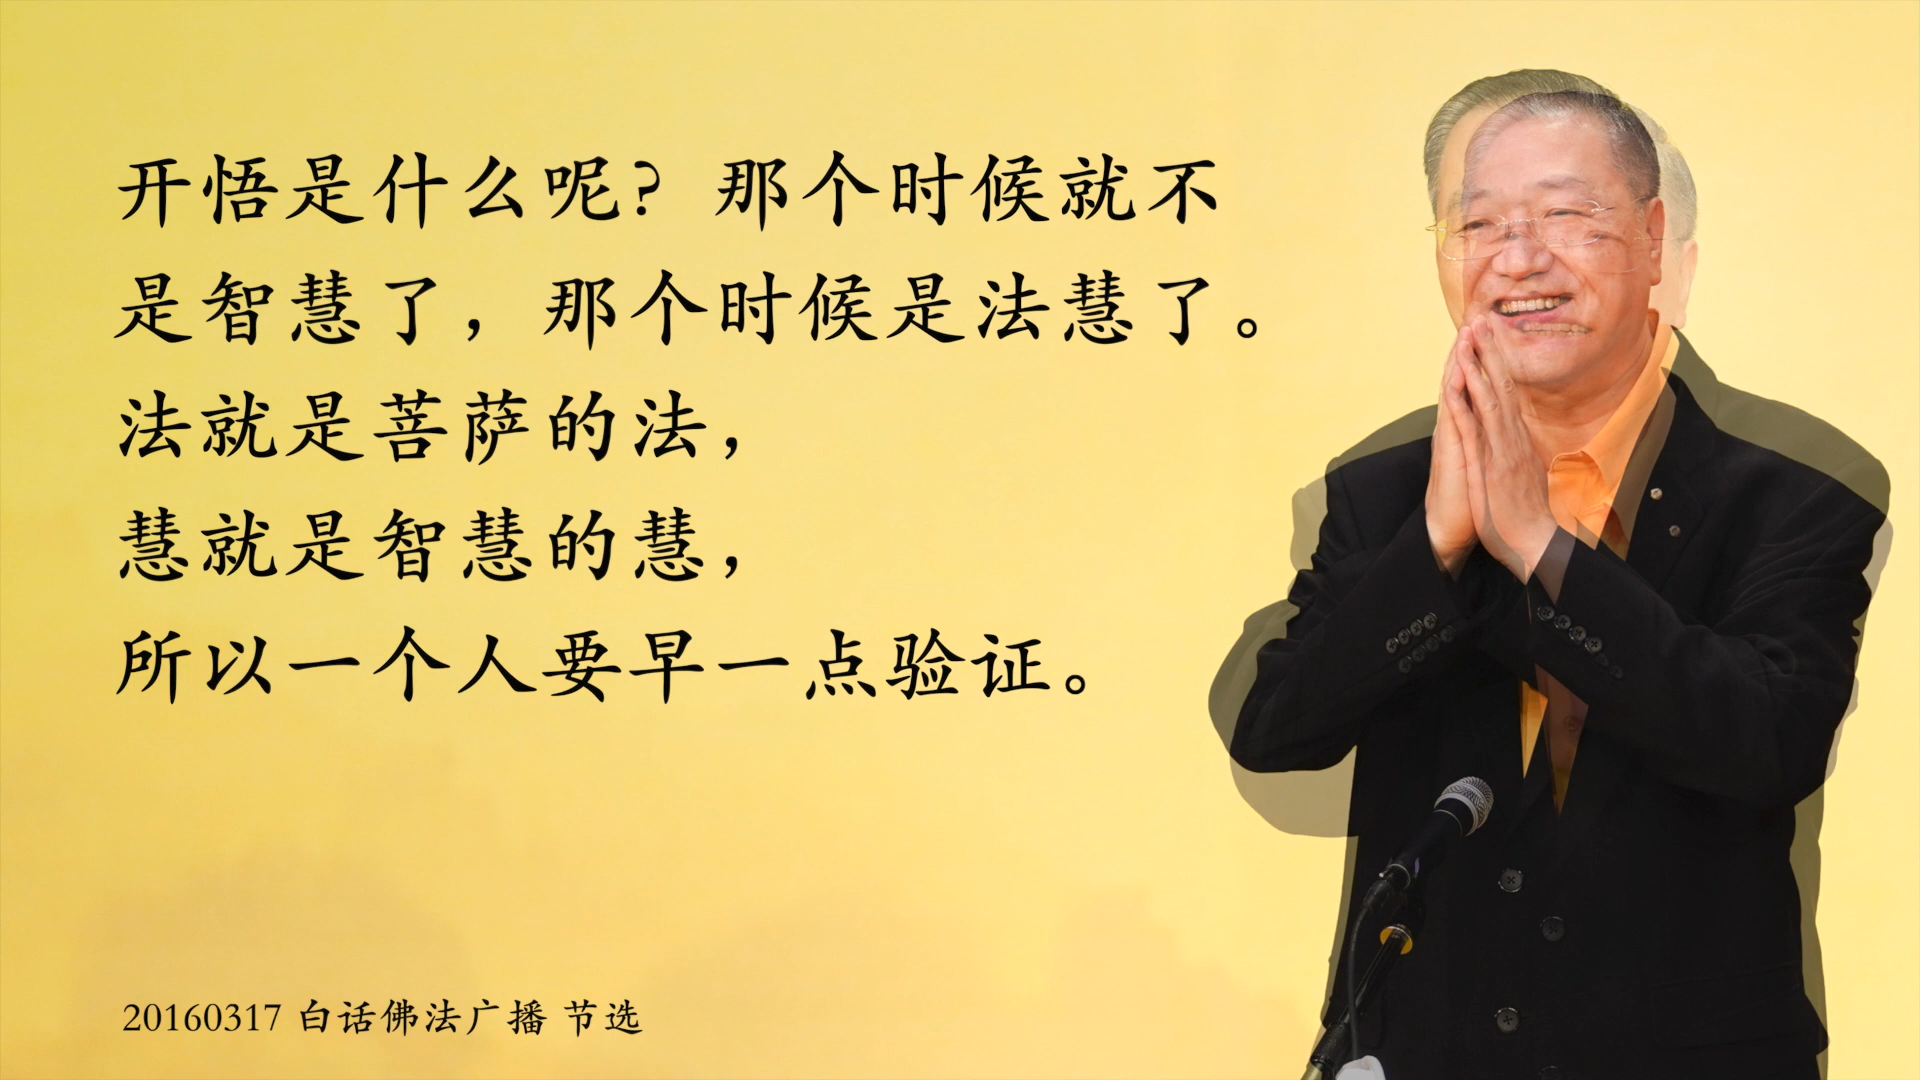 开悟是什么呢？那个时候就不
是智慧了，那个时候是法慧了。
法就是菩萨的法，
慧就是智慧的慧，
所以一个人要早一点验证。
20160317 白话佛法广播 节选